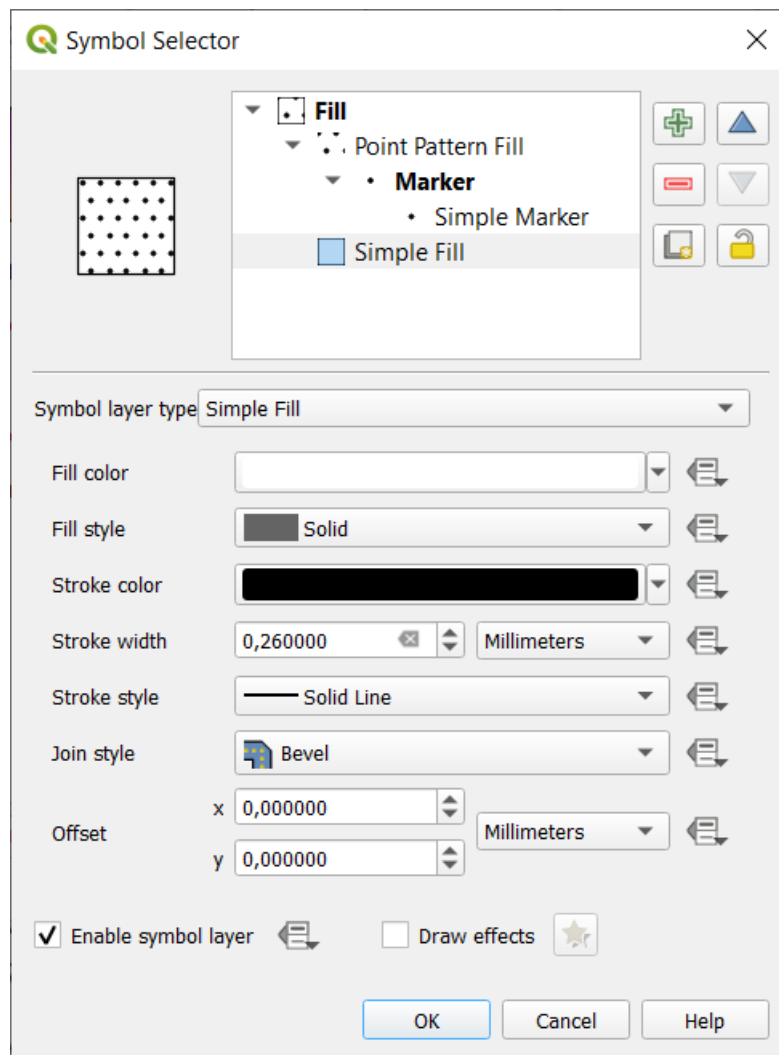 Symbol Selector
Fill
Point Pattern Fill
Marker
Simple Marker
Simple Fill
Symbol layer type Simple Fill
Fill color
Fill style Solid
Stroke color
Stroke width 0,260000 Millimeters
Stroke style Solid Line
Join style Bevel
x 0,000000
Offset Millimeters
y 0,000000
Enable symbol layer Draw effects
OK Cancel Help